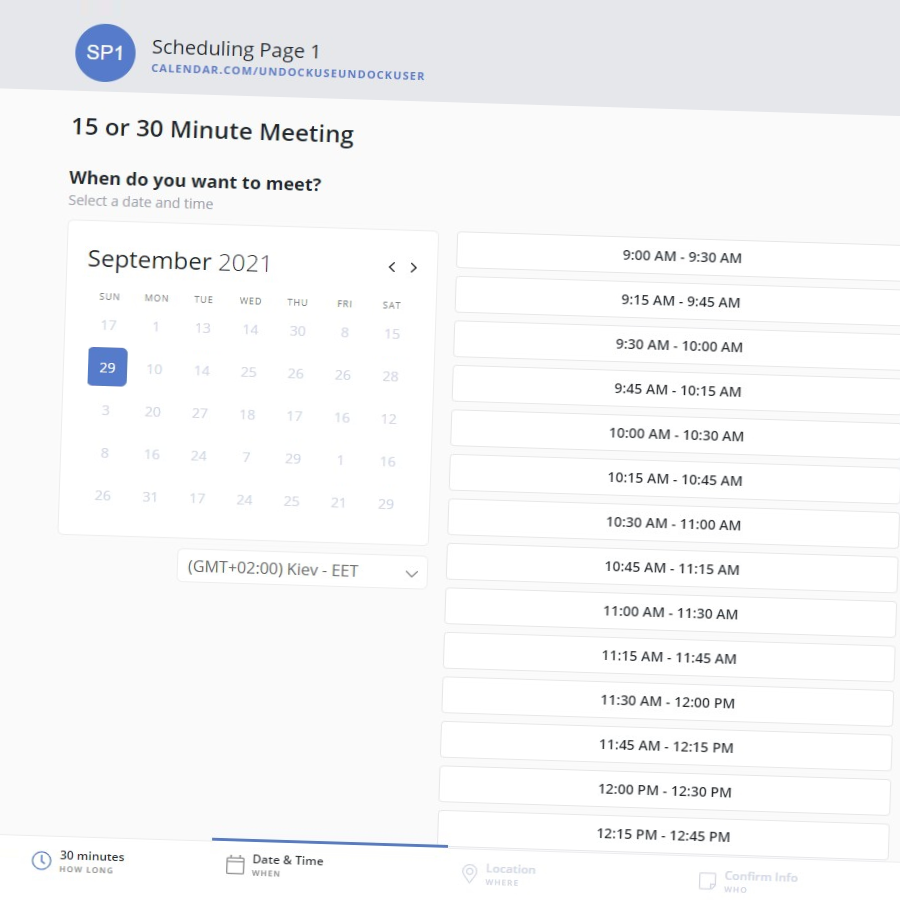 SP1
Scheduling Page 1
CALENDAR.COM/UNDOCKUSEUNDOCKUSER
15 or 30 Minute Meeting
When do you want to meet?
Select a date and time
September 2021
SUN MON TUE WED THU FRI SAT
17 1 13 14 30 8 15
29 10 14 25 26 26 28
3 20 27 18 17 16 12
8 16 24 7 29 1 16
26 31 17 24 25 21 29
(GMT+02:00) Kiev - EET
9:00 AM - 9:30 AM
9:15 AM - 9:45 AM
9:30 AM - 10:00 AM
9:45 AM - 10:15 AM
10:00 AM - 10:30 AM
10:15 AM - 10:45 AM
10:30 AM - 11:00 AM
10:45 AM - 11:15 AM
11:00 AM - 11:30 AM
11:15 AM - 11:45 AM
11:30 AM - 12:00 PM
11:45 AM - 12:15 PM
12:00 PM - 12:30 PM
12:15 PM - 12:45 PM
30 minutes
HOW LONG
Date & Time
WHEN
Location
WHERE
Confirm Info
WHO